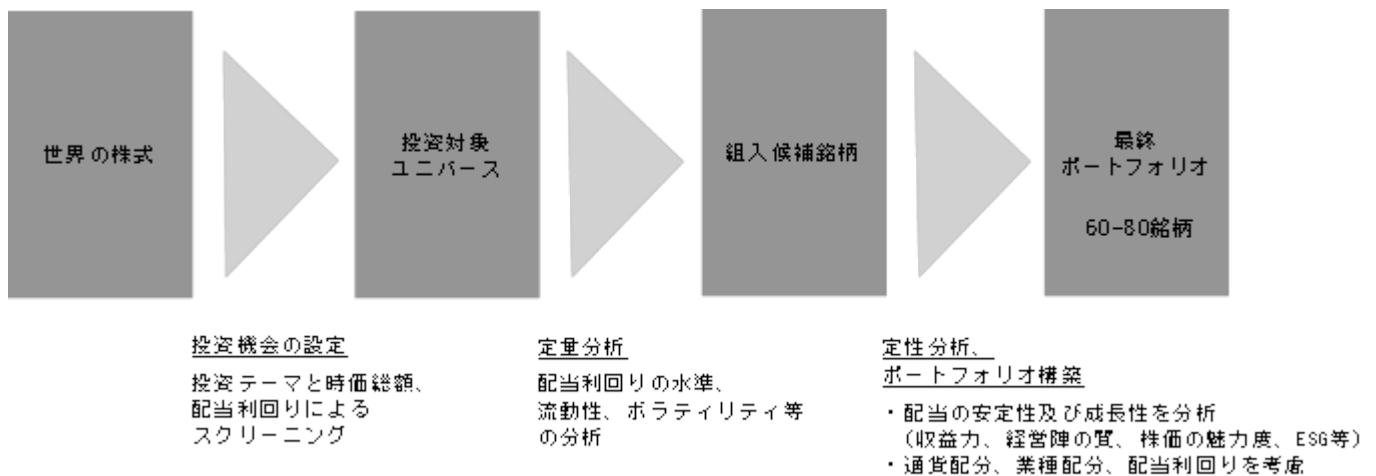 世界の株式
投資対象
ユニバース
組入候補銘柄
最終
ポートフォリオ
60-80銘柄
投資機会の設定
投資テーマと時価総額、
配当利回りによる
スクリーニング
定量分析
配当利回りの水準、
流動性、ボラティリティ等
の分析
定性分析、
ポートフォリオ構築
・配当の安定性及び成長性を分析
（収益力、経営陣の質、株価の魅力度、ESG等）
・通貨配分、業種配分、配当利回りを考慮